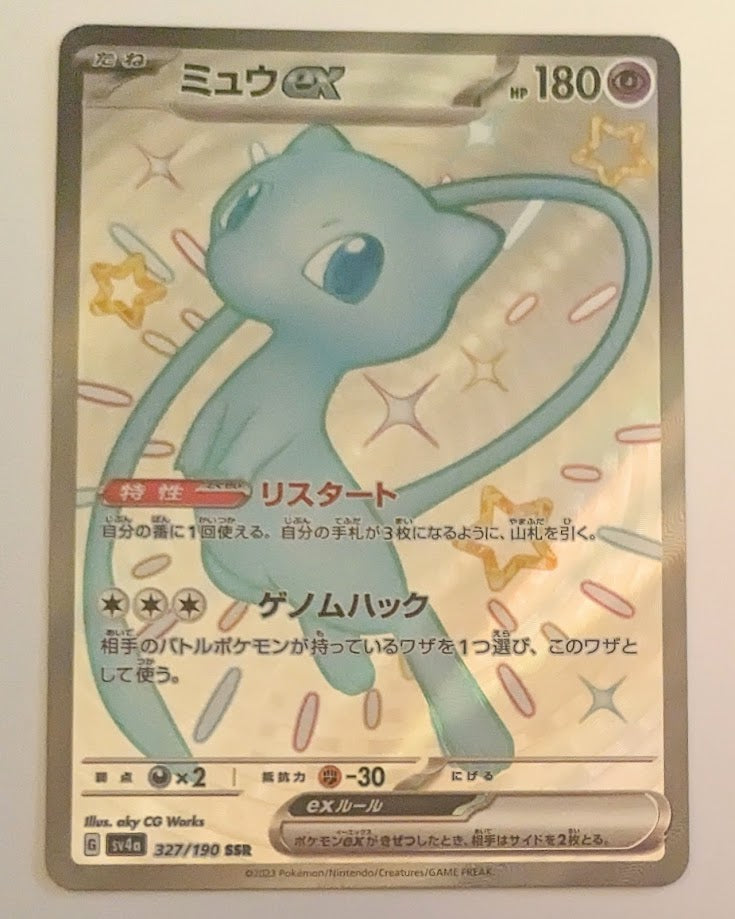 たね ミュウex HP 180
特性 リスタート
自分の番に1回使える。自分の手札が3枚になるように、山札を引く。
ゲノムハック
相手のバトルポケモンが持っているワザを1つ選び、このワザと
して使う。
弱点 ×2 抵抗力 -30 にげる
exルール
ポケモンexがきぜつしたとき、相手はサイドを2枚とる。
Illus. aky CG Works
G sv4a 327/190 SSR
©2023 Pokémon/Nintendo/Creatures/GAME FREAK.